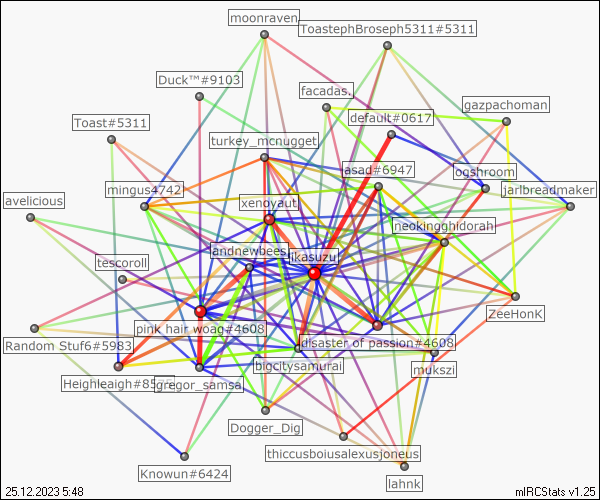 moonraven
ToastephBroseph5311#5311
Duck™#9103
facadas.
gazpachoman
Toast#5311
default#0617
turkey_mcnugget
asad#6947
ogshroom
mingus4742
jarlbreadmaker
avelicious
xenoyaut
neokingghidorah
andnewbees
likasuzu
tescoroll
ZeeHonK
pink hair woag#4608
disaster of passion#4608
Random Stuf6#5983
bigcitysamurai
mukszi
Heighleaigh#85
gregor_samsa
Dogger_Dig
thiccusboiusalexusjoneus
Knowun#6424
lahnk
25.12.2023 5:48
mIRCStats v1.25